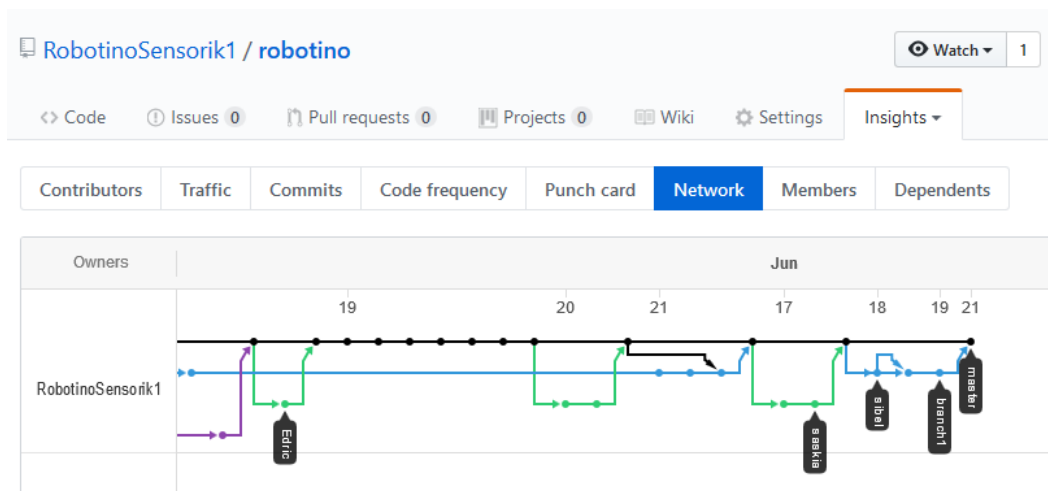 RobotinoSensorik1 / robotino
Watch 1
Code Issues 0 Pull requests 0 Projects 0 Wiki Settings Insights
Contributors Traffic Commits Code frequency Punch card Network Members Dependents
Owners Jun
19 20 21 17 18 19 21
RobotinoSensorik1
Edric
saskia
sibel
branch1
master